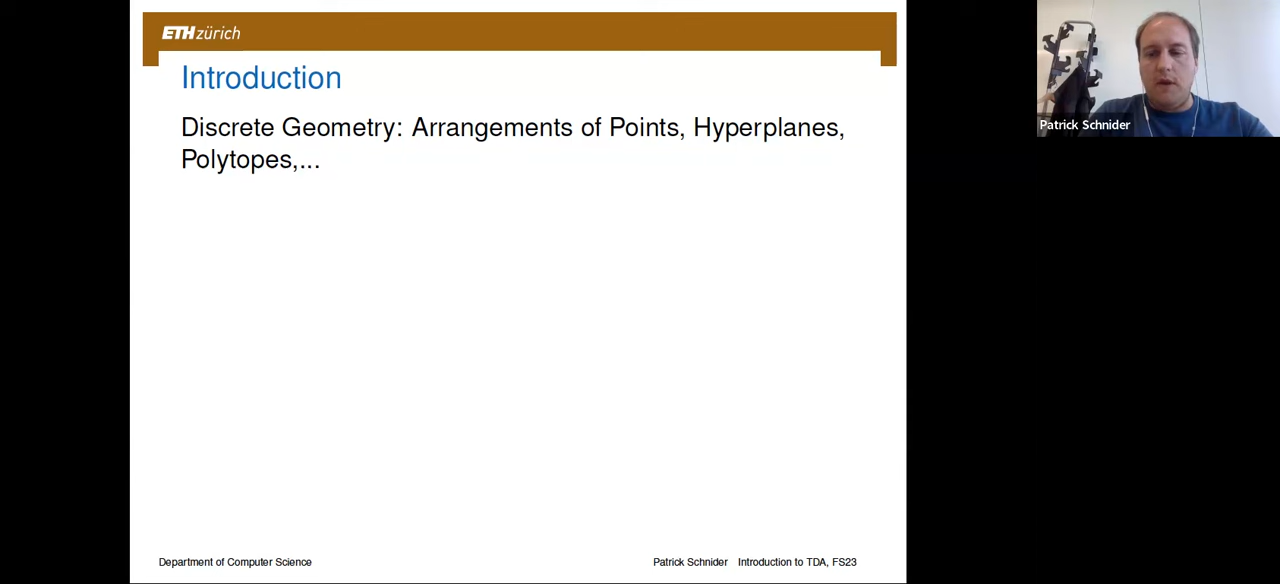 ETH zürich
Introduction
Discrete Geometry: Arrangements of Points, Hyperplanes,
Polytopes,...
Department of Computer Science
Patrick Schnider Introduction to TDA, FS23
Patrick Schnider